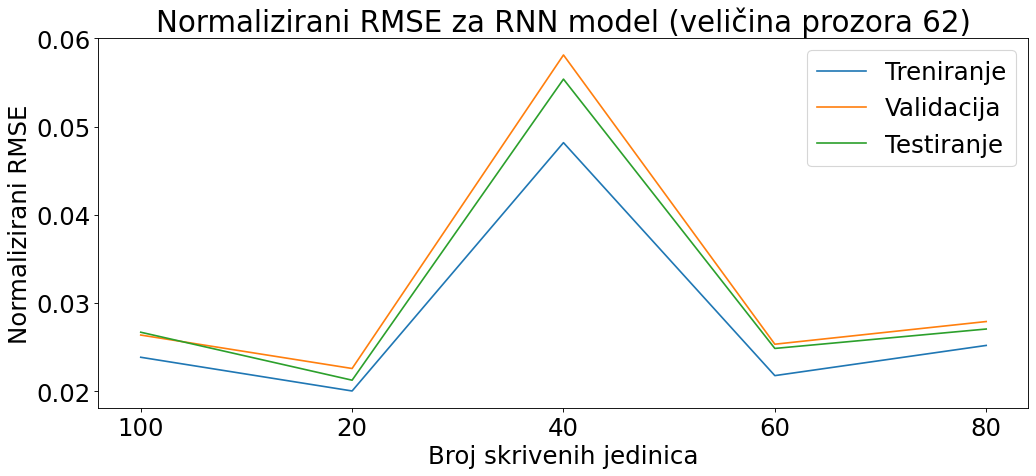 Normalizirani RMSE za RNN model (veličina prozora 62)
Normalizirani RMSE
0.06
0.05
0.04
0.03
0.02
Treniranje
Validacija
Testiranje
100 20 40 60 80
Broj skrivenih jedinica